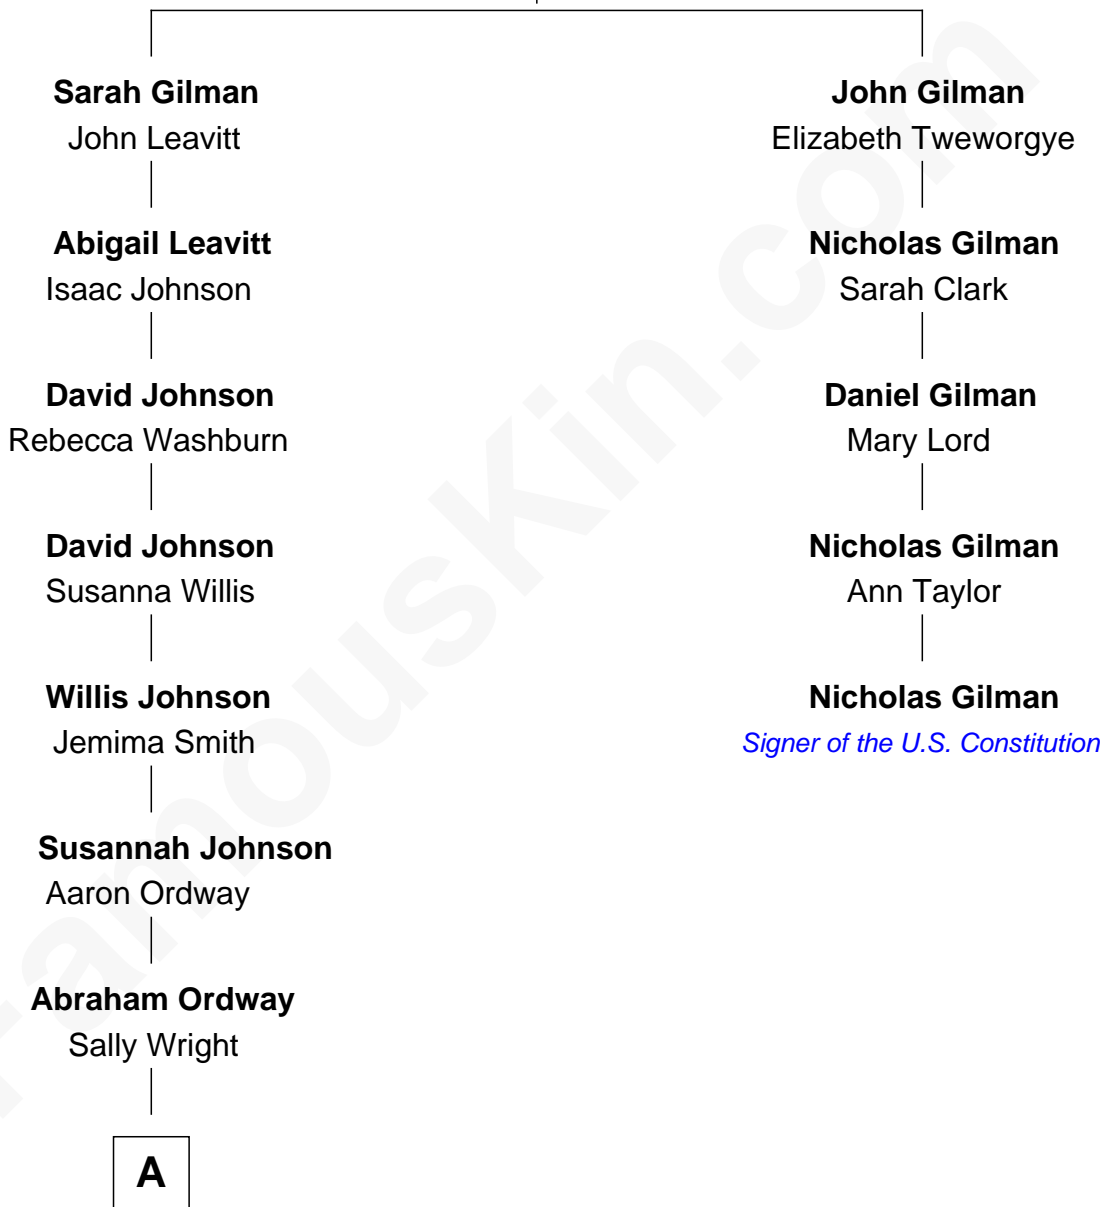 Sarah Gilman
John Leavitt
Abigail Leavitt
Isaac Johnson
David Johnson
Rebecca Washburn
David Johnson
Susanna Willis
Willis Johnson
Jemima Smith
Susannah Johnson
Aaron Ordway
Abraham Ordway
Sally Wright
A
John Gilman
Elizabeth Tweworgye
Nicholas Gilman
Sarah Clark
Daniel Gilman
Mary Lord
Nicholas Gilman
Ann Taylor
Nicholas Gilman
Signer of the U.S. Constitution
FamousKin.com